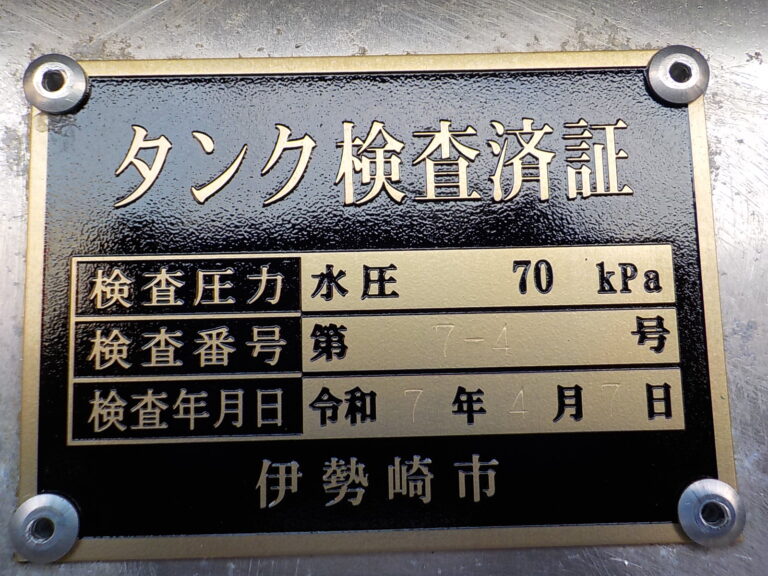 タンク検査済証
検査圧力 水圧 70 kPa
検査番号 第 7-4 号
検査年月日 令和 7 年 4 月 7 日
伊勢崎市